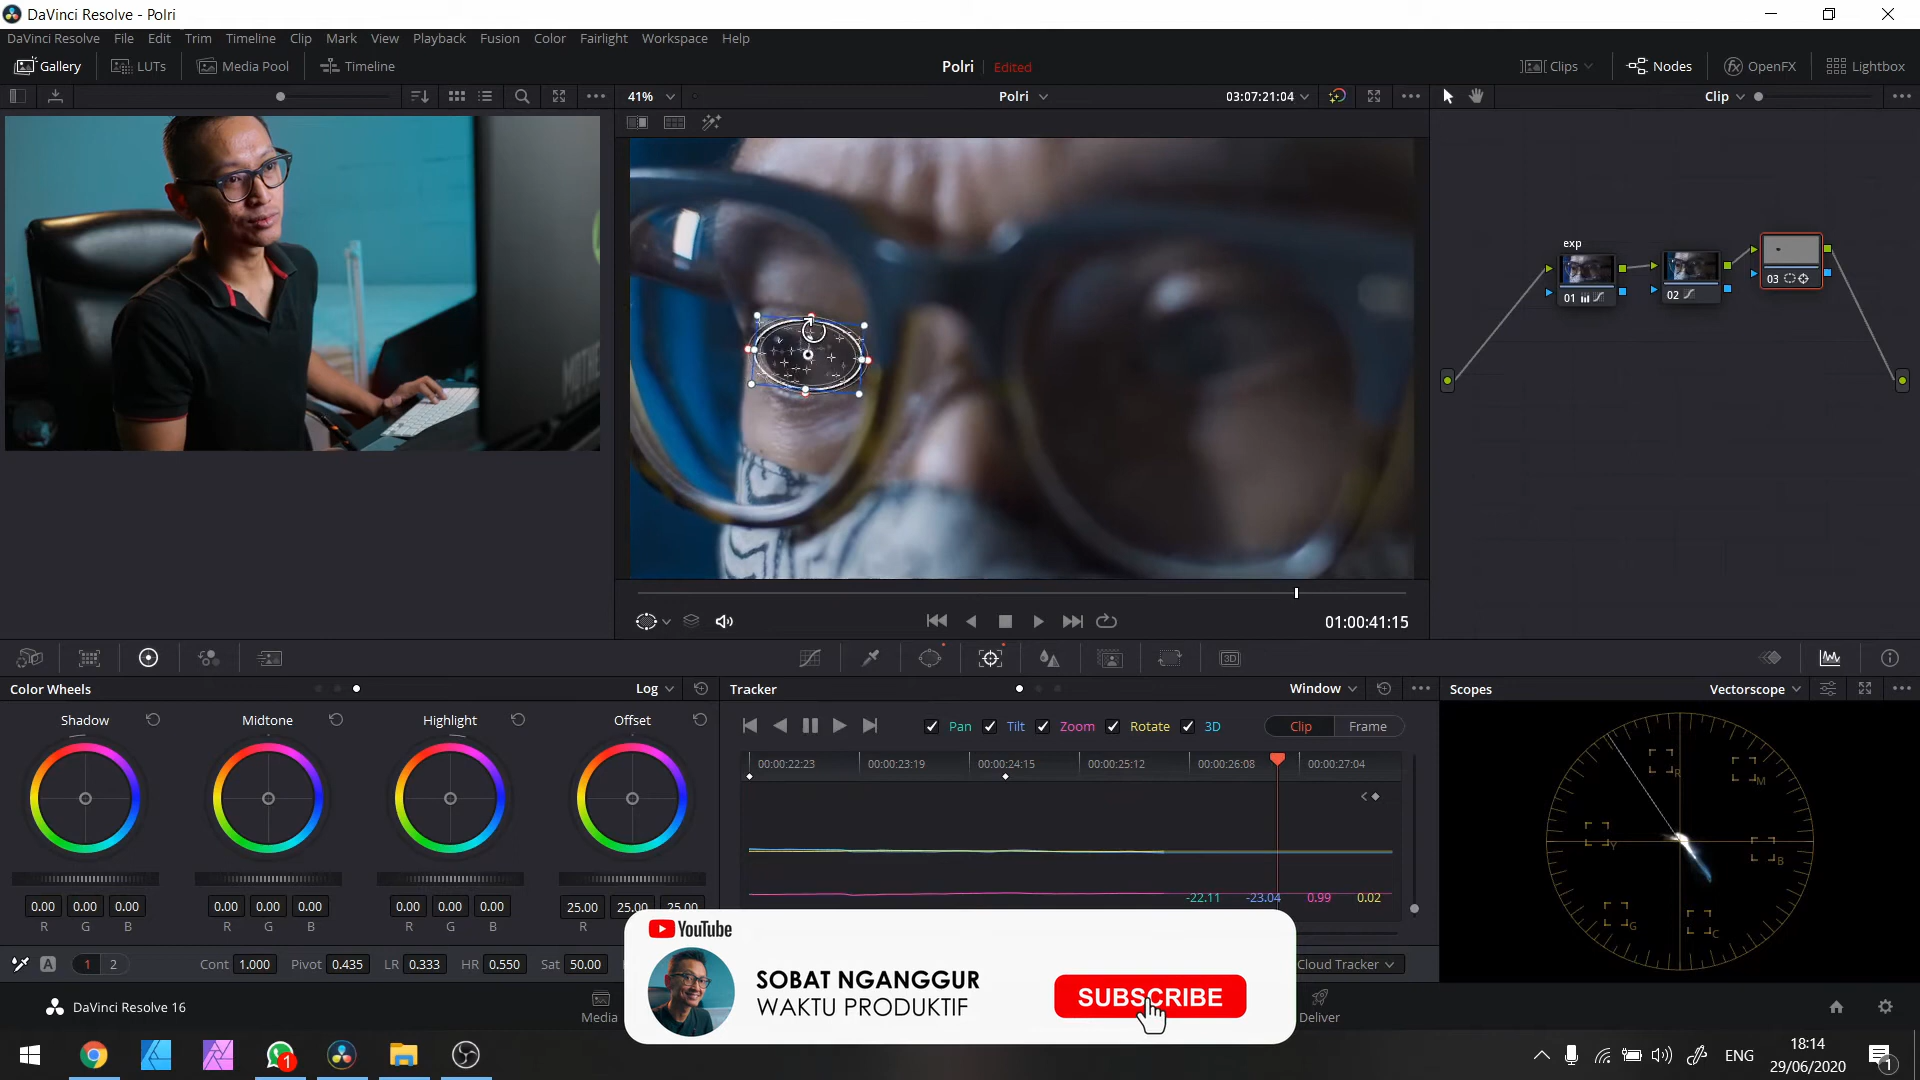 DaVinci Resolve - Polri
DaVinci Resolve File Edit Trim Timeline Clip Mark View Playback Fusion Color Fairlight Workspace Help
Gallery LUTs Media Pool Timeline Polri Edited Clips Nodes OpenFX Lightbox
41% Polri 03:07:21:04 Clip
exp
01 02 03
01:00:41:15
Color Wheels Log Tracker Window Scopes Vectorscope
Shadow Midtone Highlight Offset Pan Tilt Zoom Rotate 3D Clip Frame
00:00:22:23 00:00:23:19 00:00:24:15 00:00:25:12 00:00:26:08 00:00:27:04
R M Y B G C
-22.11 -23.04 0.99 0.02
0.00 0.00 0.00 0.00 0.00 0.00 0.00 0.00 0.00 25.00 25.00 25.00
R G B R G B R G B R
YouTube
A 1 2 Cont 1.000 Pivot 0.435 LR 0.333 HR 0.550 Sat 50.00 Cloud Tracker
SOBAT NGANGGUR
WAKTU PRODUKTIF
SUBSCRIBE
DaVinci Resolve 16 Media Deliver
1 ENG 18:14
29/06/2020 1